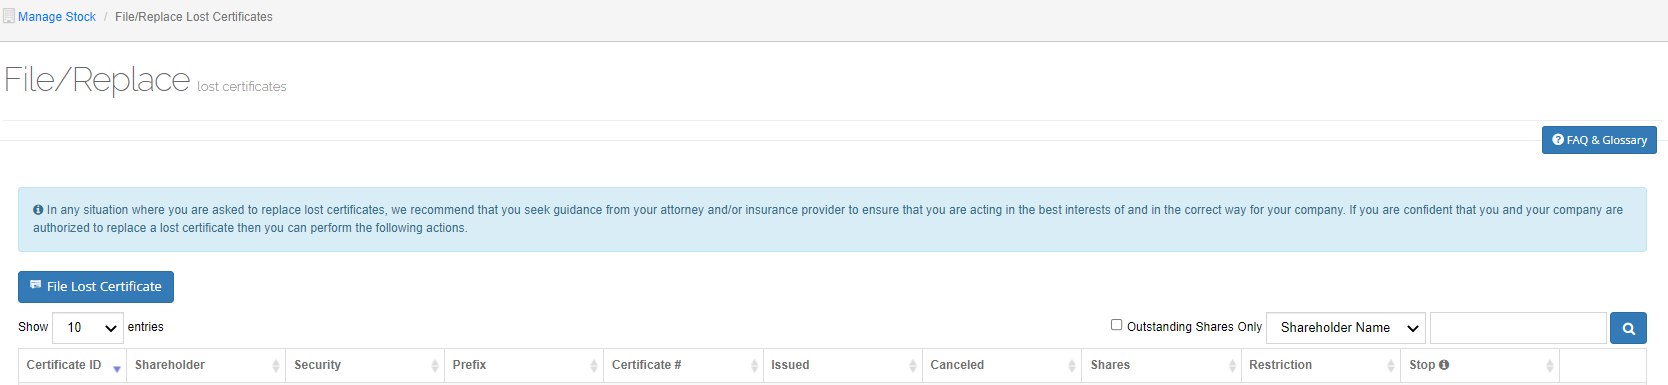 Manage Stock / File/Replace Lost Certificates
File/Replace lost certificates
FAQ & Glossary
In any situation where you are asked to replace lost certificates, we recommend that you seek guidance from your attorney and/or insurance provider to ensure that you are acting in the best interests of and in the correct way for your company. If you are confident that you and your company are
authorized to replace a lost certificate then you can perform the following actions.
File Lost Certificate
Show 10 entries Outstanding Shares Only Shareholder Name
Certificate ID Shareholder Security Prefix Certificate # Issued Canceled Shares Restriction Stop